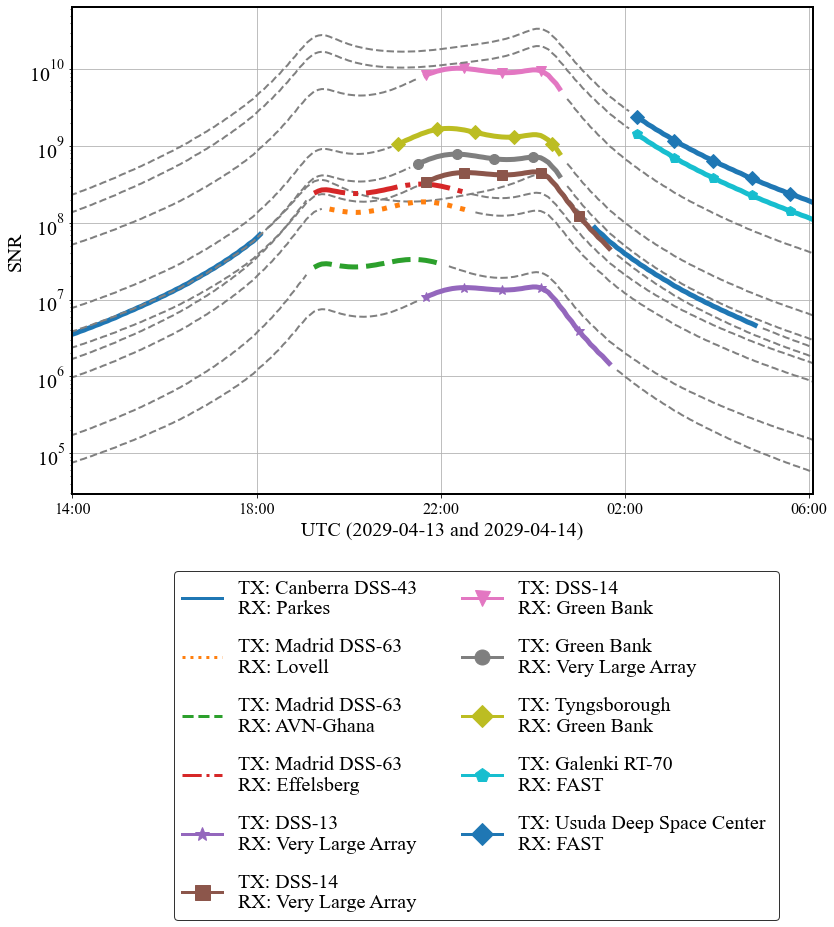 10^10
10^9
10^8
10^7
10^6
10^5
SNR
14:00 18:00 22:00 02:00 06:00
UTC (2029-04-13 and 2029-04-14)
TX: Canberra DSS-43
RX: Parkes
TX: Madrid DSS-63
RX: Lovell
TX: Madrid DSS-63
RX: AVN-Ghana
TX: Madrid DSS-63
RX: Effelsberg
TX: DSS-13
RX: Very Large Array
TX: DSS-14
RX: Very Large Array
TX: DSS-14
RX: Green Bank
TX: Green Bank
RX: Very Large Array
TX: Tyngsborough
RX: Green Bank
TX: Galenki RT-70
RX: FAST
TX: Usuda Deep Space Center
RX: FAST